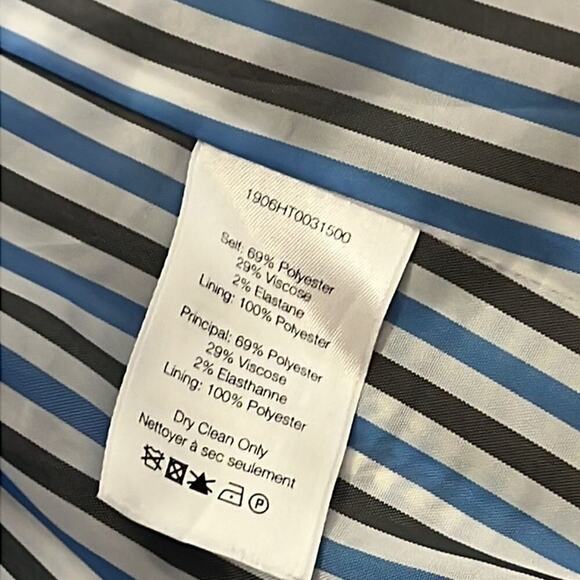 1906HT0031500
Self: 69% Polyester
29% Viscose
2% Elastane
Lining: 100% Polyester
Principal: 69% Polyester
29% Viscose
2% Elasthanne
Lining: 100% Polyester
Dry Clean Only
Nettoyer à sec seulement
P